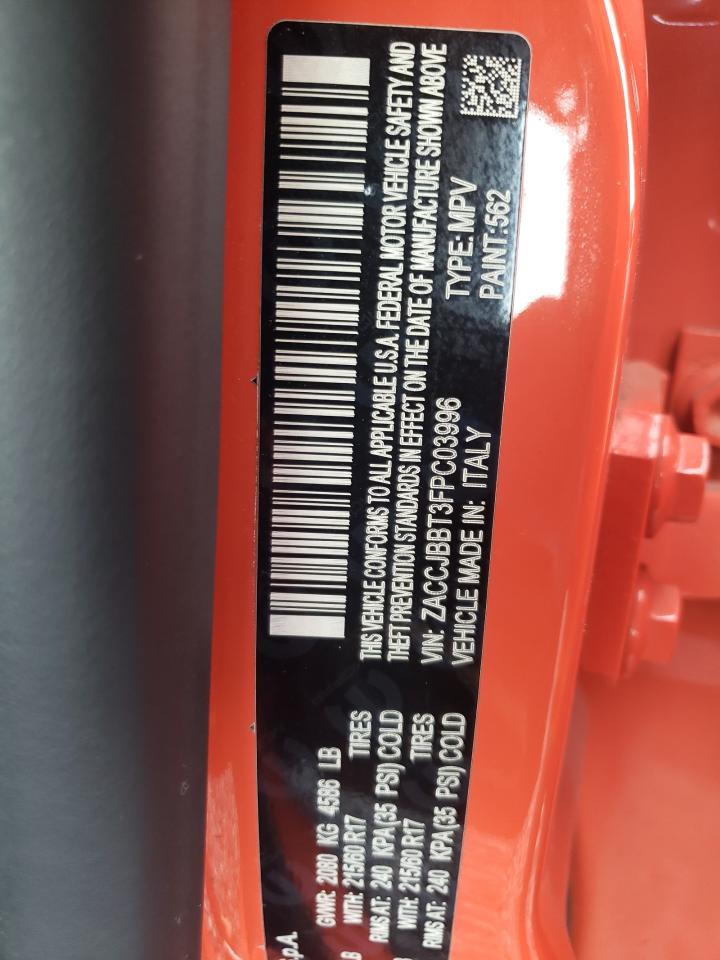 THIS VEHICLE CONFORMS TO ALL APPLICABLE U.S.A. FEDERAL MOTOR VEHICLE SAFETY AND
THEFT PREVENTION STANDARDS IN EFFECT ON THE DATE OF MANUFACTURE SHOWN ABOVE
VIN: ZACCJBBT3FPC03996 TYPE: MPV
VEHICLE MADE IN: ITALY PAINT: 562
S.p.A.
GVWR: 2080 KG 4586 LB
LB WITH: 215/60 R17 TIRES
RIMS AT: 240 KPA(35 PSI) COLD
WITH: 215/60 R17 TIRES
RIMS AT: 240 KPA(35 PSI) COLD